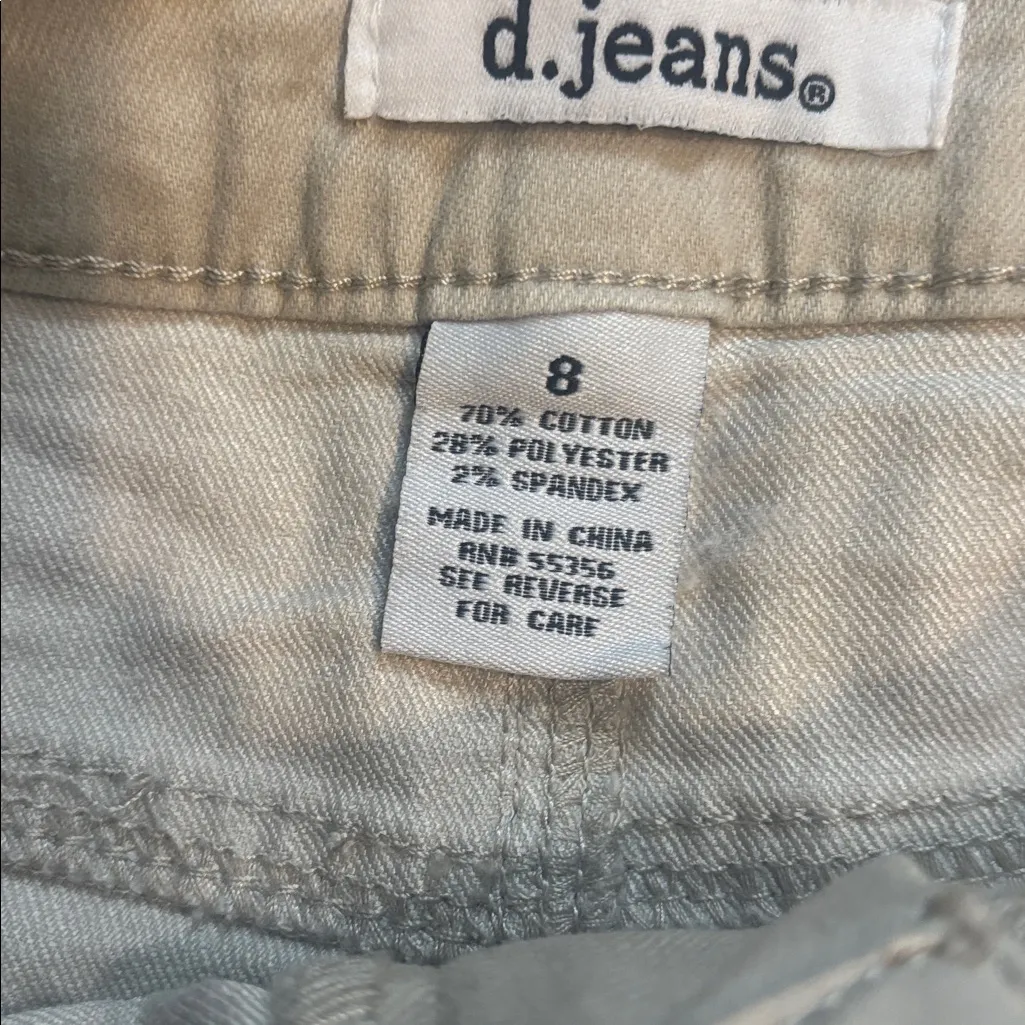 d.jeans®
8
70% COTTON
28% POLYESTER
2% SPANDEX
MADE IN CHINA
RN# 55356
SEE REVERSE
FOR CARE